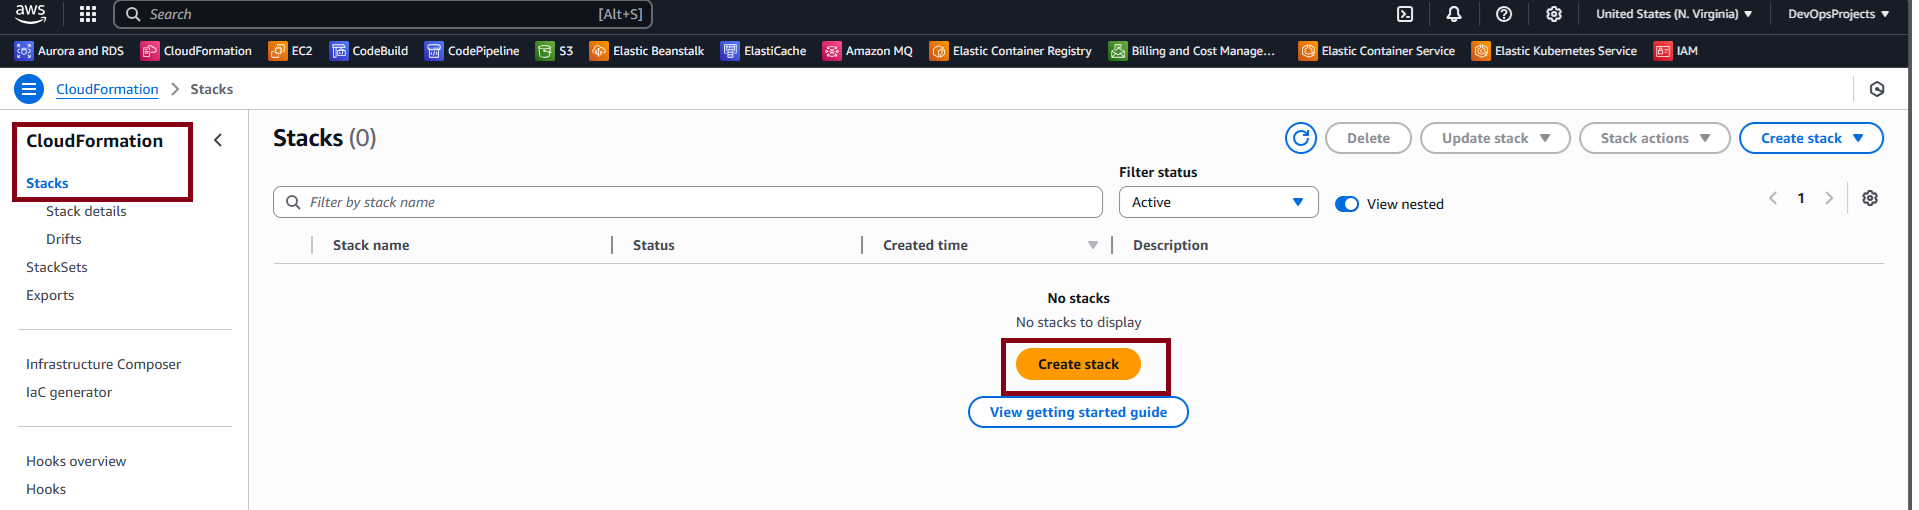 aws Search [Alt+S] United States (N. Virginia) DevOpsProjects
Aurora and RDS CloudFormation EC2 CodeBuild CodePipeline S3 Elastic Beanstalk ElastiCache Amazon MQ Elastic Container Registry Billing and Cost Manage... Elastic Container Service Elastic Kubernetes Service IAM
CloudFormation > Stacks
CloudFormation
Stacks
Stack details
Drifts
StackSets
Exports
Infrastructure Composer
IaC generator
Hooks overview
Hooks
Stacks (0)
Delete Update stack Stack actions Create stack
Filter status
Filter by stack name Active View nested 1
Stack name Status Created time Description
No stacks
No stacks to display
Create stack
View getting started guide